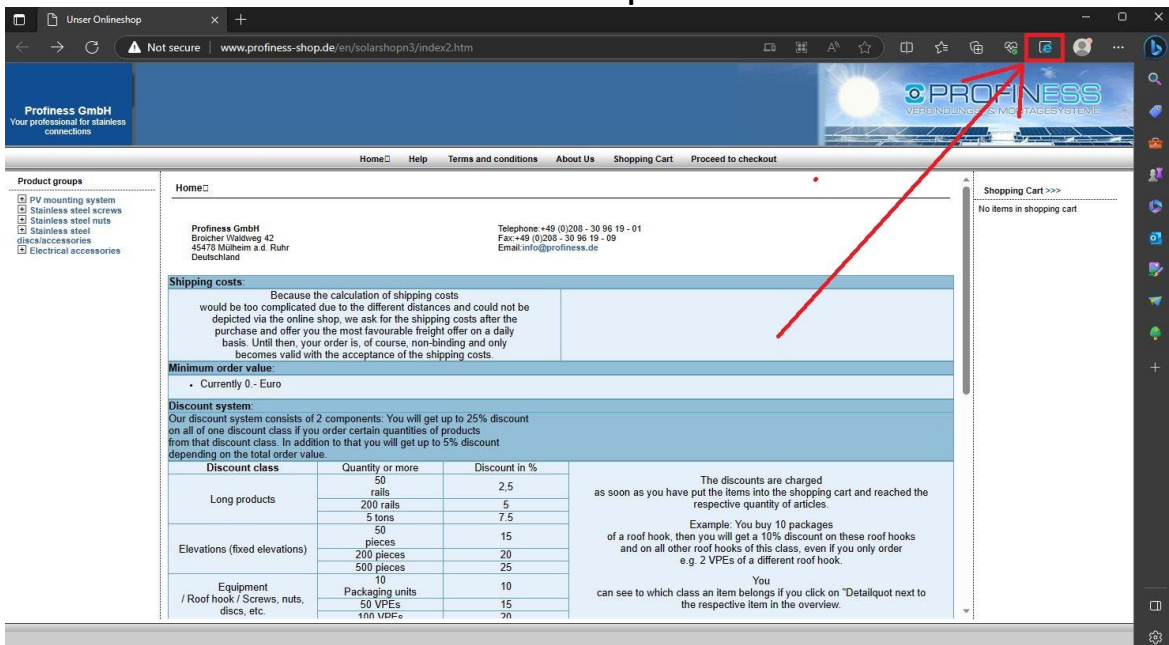 Unser Onlineshop
Not secure www.profiness-shop.de/en/solarshopn3/index2.htm
Profiness GmbH
Your professional for stainless
connections
PROFINESS
VERBINDUNGS & MONTAGESYSTEME
Home Help Terms and conditions About Us Shopping Cart Proceed to checkout
Product groups
PV mounting system
Stainless steel screws
Stainless steel nuts
Stainless steel
discs/accessories
Electrical accessories
Home
Profiness GmbH
Broicher Waldweg 42
45478 Mülheim a.d. Ruhr
Deutschland
Telephone:+49 (0)208 - 30 96 19 - 01
Fax:+49 (0)208 - 30 96 19 - 09
Email:info@profiness.de
Shipping costs:
Because the calculation of shipping costs
would be too complicated due to the different distances and could not be
depicted via the online shop, we ask for the shipping costs after the
purchase and offer you the most favourable freight offer on a daily
basis. Until then, your order is, of course, non-binding and only
becomes valid with the acceptance of the shipping costs.
Minimum order value:
• Currently 0.- Euro
Discount system:
Our discount system consists of 2 components: You will get up to 25% discount
on all of one discount class if you order certain quantities of products
from that discount class. In addition to that you will get up to 5% discount
depending on the total order value.
Discount class Quantity or more Discount in %
Long products
50
rails
2,5
200 rails 5
5 tons 7.5
Elevations (fixed elevations)
50
pieces
15
200 pieces 20
500 pieces 25
Equipment
/ Roof hook / Screws, nuts,
discs, etc.
10
Packaging units
10
50 VPEs 15
100 VPEs 20
The discounts are charged
as soon as you have put the items into the shopping cart and reached the
respective quantity of articles.
Example: You buy 10 packages
of a roof hook, then you will get a 10% discount on these roof hooks
and on all other roof hooks of this class, even if you only order
e.g. 2 VPEs of a different roof hook.
You
can see to which class an item belongs if you click on "Detailquot next to
the respective item in the overview.
Shopping Cart >>>
No items in shopping cart